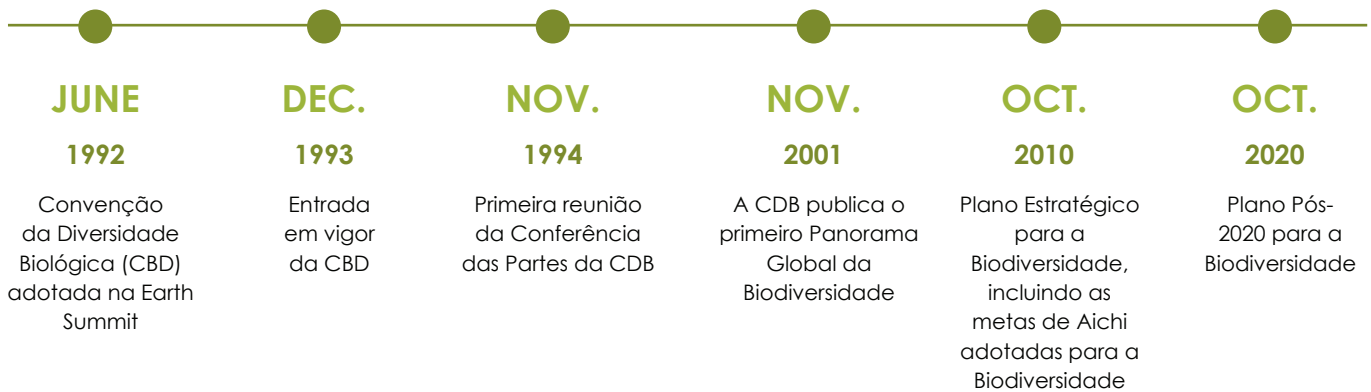 JUNE
1992
Convenção
da Diversidade
Biológica (CBD)
adotada na Earth
Summit
DEC.
1993
Entrada
em vigor
da CBD
NOV.
1994
Primeira reunião
da Conferência
das Partes da CDB
NOV.
2001
A CDB publica o
primeiro Panorama
Global da
Biodiversidade
OCT.
2010
Plano Estratégico
para a
Biodiversidade,
incluindo as
metas de Aichi
adotadas para a
Biodiversidade
OCT.
2020
Plano Pós-
2020 para a
Biodiversidade